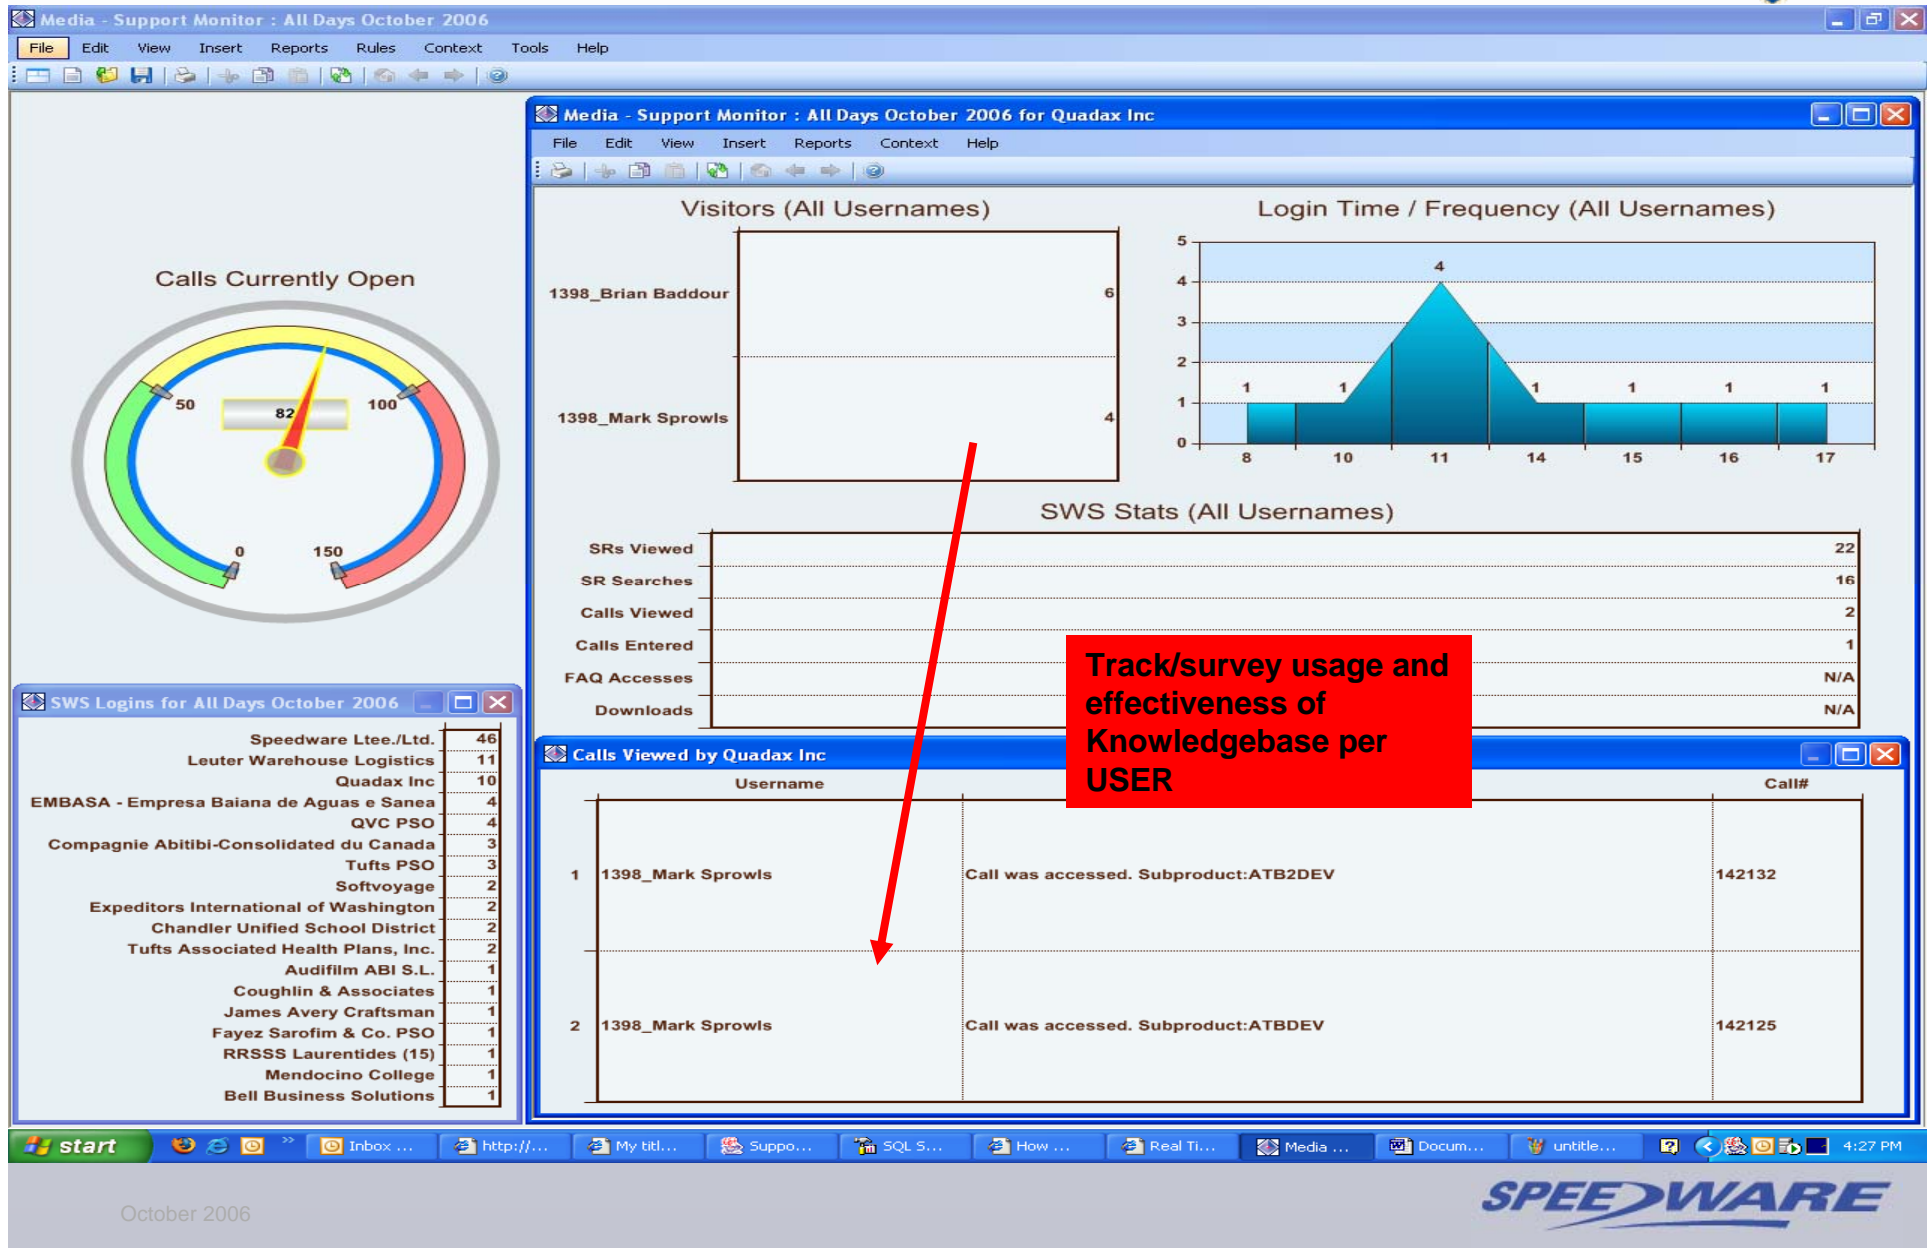 Media - Support Monitor : All Days October 2006
File Edit View Insert Reports Rules Context Tools Help
Calls Currently Open
50
82
100
0
150
SWS Logins for All Days October 2006
Speedware Ltee./Ltd. 46
Leuter Warehouse Logistics 11
Quadax Inc 10
EMBASA - Empresa Baiana de Aguas e Sanea 4
QVC PSO 4
Compagnie Abitibi-Consolidated du Canada 3
Tufts PSO 3
Softvoyage 2
Expeditors International of Washington 2
Chandler Unified School District 2
Tufts Associated Health Plans, Inc. 2
Audifilm ABI S.L. 1
Coughlin & Associates 1
James Avery Craftsman 1
Fayez Sarofim & Co. PSO 1
RRSSS Laurentides (15) 1
Mendocino College 1
Bell Business Solutions 1
Media - Support Monitor : All Days October 2006 for Quadax Inc
File Edit View Insert Reports Context Help
Visitors (All Usernames)
1398_Brian Baddour 6
1398_Mark Sprowls 4
Login Time / Frequency (All Usernames)
5
4
3
2
1
0
1 1 4 1 1 1 1
8 10 11 14 15 16 17
SWS Stats (All Usernames)
SRs Viewed 22
SR Searches 16
Calls Viewed 2
Calls Entered 1
FAQ Accesses N/A
Downloads N/A
Track/survey usage and
effectiveness of
Knowledgebase per
USER
Calls Viewed by Quadax Inc
Username Call#
1 1398_Mark Sprowls Call was accessed. Subproduct:ATB2DEV 142132
2 1398_Mark Sprowls Call was accessed. Subproduct:ATBDEV 142125
start Inbox ... http://... My titl... Suppo... SQL S... How ... Real Ti... Media ... Docum... untitle... 4:27 PM
October 2006
SPEEDWARE